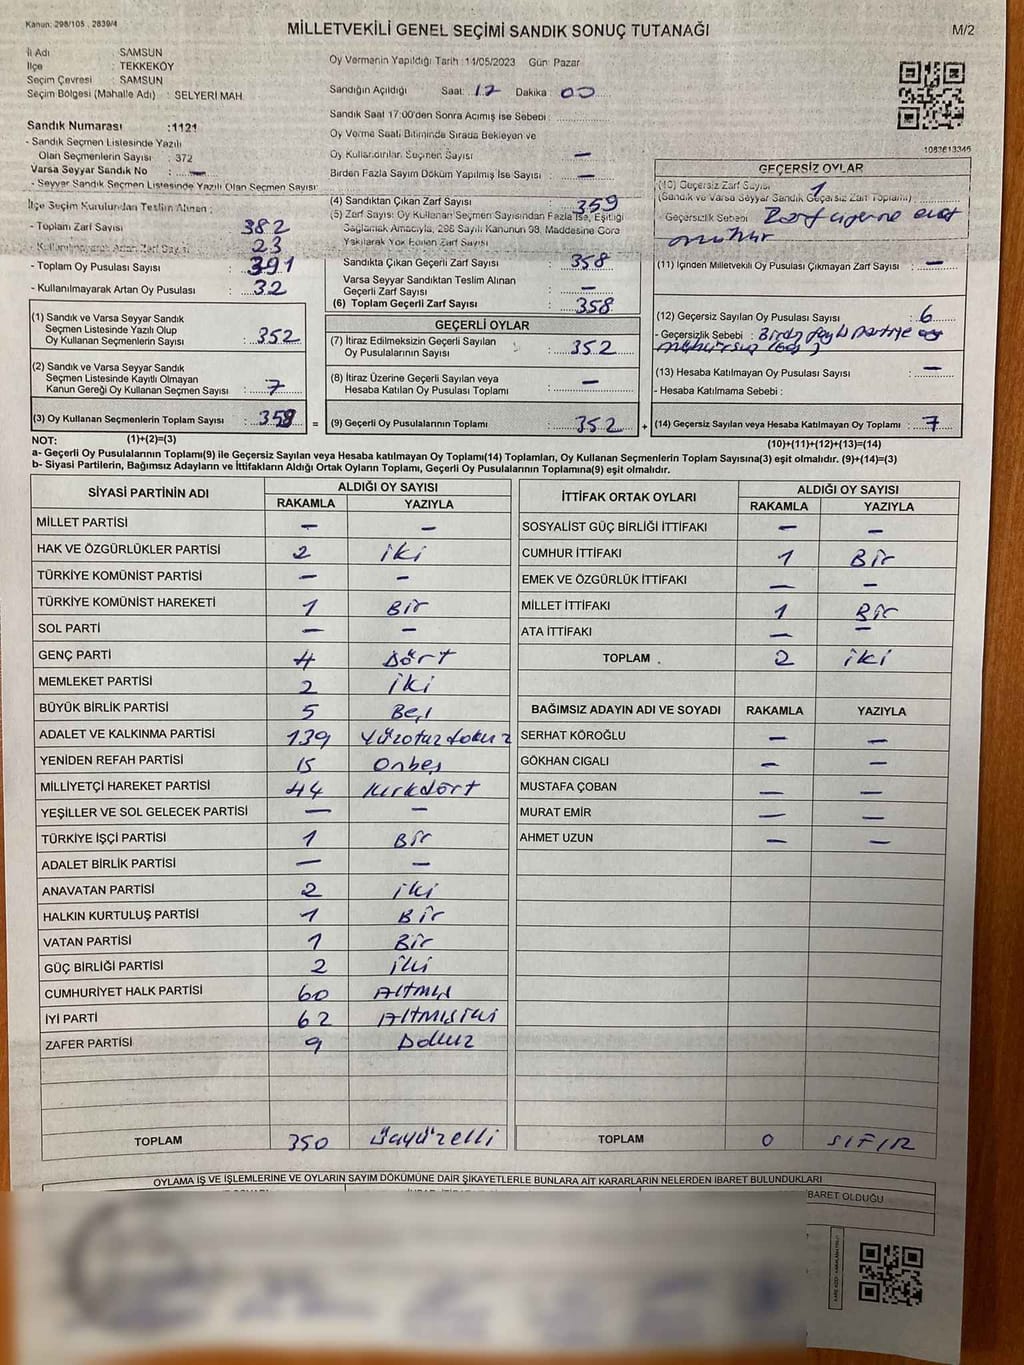 Kanun: 298/105 , 2839/4
MİLLETVEKİLİ GENEL SEÇİMİ SANDIK SONUÇ TUTANAĞI
M/2
İl Adı : SAMSUN
İlçe : TEKKEKÖY
Seçim Çevresi : SAMSUN
Seçim Bölgesi (Mahalle Adı) : SELYERİ MAH.
Sandık Numarası :1121
- Sandık Seçmen Listesinde Yazılı
Olan Seçmenlerin Sayısı : 372
Varsa Seyyar Sandık No : —
- Seyyar Sandık Seçmen Listesinde Yazılı Olan Seçmen Sayısı:
İlçe Seçim Kurulundan Teslim Alınan :
- Toplam Zarf Sayısı : 382
- Kullanılmayarak Artan Zarf Sayısı : 23
- Toplam Oy Pusulası Sayısı : 391
- Kullanılmayarak Artan Oy Pusulası : 32
Oy Vermenin Yapıldığı Tarih :14/05/2023 Gün: Pazar
Sandığın Açıldığı Saat: 17 Dakika 00
Sandık Saat 17:00'den Sonra Açılmış İse Sebebi :
Oy Verme Saati Bitiminde Sırada Bekleyen ve
Oy Kullandırılan Seçmen Sayısı : —
Birden Fazla Sayım Döküm Yapılmış İse Sayısı : —
(4) Sandıktan Çıkan Zarf Sayısı : 359
(5) Zarf Sayısı Oy Kullanan Seçmen Sayısından Fazla İse, Eşitliği
Sağlamak Amacıyla, 298 Sayılı Kanunun 98. Maddesine Göre
Yakılarak Yok Edilen Zarf Sayısı :
Sandıkta Çıkan Geçerli Zarf Sayısı : 358
Varsa Seyyar Sandıktan Teslim Alınan
Geçerli Zarf Sayısı : —
(6) Toplam Geçerli Zarf Sayısı : 358
1083613346
GEÇERSİZ OYLAR
(10) Geçersiz Zarf Sayısı : 1
(Sandık ve Varsa Seyyar Sandık Geçersiz Zarf Toplamı)
- Geçersizlik Sebebi : Zarf üzerine evet
(11) İçinden Milletvekili Oy Pusulası Çıkmayan Zarf Sayısı : —
(12) Geçersiz Sayılan Oy Pusulası Sayısı : 6
- Geçersizlik Sebebi : Birden fazla partiye oy
(13) Hesaba Katılmayan Oy Pusulası Sayısı : —
- Hesaba Katılmama Sebebi :
(14) Geçersiz Sayılan veya Hesaba Katılmayan Oy Toplamı : 7
(1) Sandık ve Varsa Seyyar Sandık
Seçmen Listesinde Yazılı Olup
Oy Kullanan Seçmenlerin Sayısı : 352
(2) Sandık ve Varsa Seyyar Sandık
Seçmen Listesinde Kayıtlı Olmayan
Kanun Gereği Oy Kullanan Seçmen Sayısı : 7
(3) Oy Kullanan Seçmenlerin Toplam Sayısı : 359 =
GEÇERLİ OYLAR
(7) İtiraz Edilmeksizin Geçerli Sayılan
Oy Pusulalarının Sayısı : 352
(8) İtiraz Üzerine Geçerli Sayılan veya
Hesaba Katılan Oy Pusulası Toplamı : —
(9) Geçerli Oy Pusulalarının Toplamı : 352 +
NOT: (1)+(2)=(3) (10)+(11)+(12)+(13)=(14)
a- Geçerli Oy Pusulalarının Toplamı(9) ile Geçersiz Sayılan veya Hesaba katılmayan Oy Toplamı(14) Toplamları, Oy Kullanan Seçmenlerin Toplam Sayısına(3) eşit olmalıdır. (9)+(14)=(3)
b- Siyasi Partilerin, Bağımsız Adayların ve İttifakların Aldığı Ortak Oyların Toplamı, Geçerli Oy Pusulalarının Toplamına(9) eşit olmalıdır.
SİYASİ PARTİNİN ADI ALDIĞI OY SAYISI
RAKAMLA YAZIYLA
MİLLET PARTİSİ — —
HAK VE ÖZGÜRLÜKLER PARTİSİ 2 iki
TÜRKİYE KOMÜNİST PARTİSİ — —
TÜRKİYE KOMÜNİST HAREKETİ 1 Bir
SOL PARTİ — —
GENÇ PARTİ 4 Dört
MEMLEKET PARTİSİ 2 iki
BÜYÜK BİRLİK PARTİSİ 5 Beş
ADALET VE KALKINMA PARTİSİ 139 Yüzotuzdokuz
YENİDEN REFAH PARTİSİ 15 Onbeş
MİLLİYETÇİ HAREKET PARTİSİ 44 Kırkdört
YEŞİLLER VE SOL GELECEK PARTİSİ — —
TÜRKİYE İŞÇİ PARTİSİ 1 Bir
ADALET BİRLİK PARTİSİ — —
ANAVATAN PARTİSİ 2 iki
HALKIN KURTULUŞ PARTİSİ 1 Bir
VATAN PARTİSİ 1 Bir
GÜÇ BİRLİĞİ PARTİSİ 2 iki
CUMHURİYET HALK PARTİSİ 60 Altmış
İYİ PARTİ 62 Altmışiki
ZAFER PARTİSİ 9 Dokuz
TOPLAM 350 Üçyüzelli
İTTİFAK ORTAK OYLARI ALDIĞI OY SAYISI
RAKAMLA YAZIYLA
SOSYALİST GÜÇ BİRLİĞİ İTTİFAKI — —
CUMHUR İTTİFAKI 1 Bir
EMEK VE ÖZGÜRLÜK İTTİFAKI — —
MİLLET İTTİFAKI 1 Bir
ATA İTTİFAKI — —
TOPLAM 2 iki
BAĞIMSIZ ADAYIN ADI VE SOYADI RAKAMLA YAZIYLA
SERHAT KÖROĞLU — —
GÖKHAN CIGALI — —
MUSTAFA ÇOBAN — —
MURAT EMİR — —
AHMET UZUN — —
TOPLAM 0 SIFIR
OYLAMA İŞ VE İŞLEMLERİNE VE OYLARIN SAYIM DÖKÜMÜNE DAİR ŞİKAYETLERLE BUNLARA AİT KARARLARIN NELERDEN İBARET BULUNDUKLARI
İBARET OLDUĞU